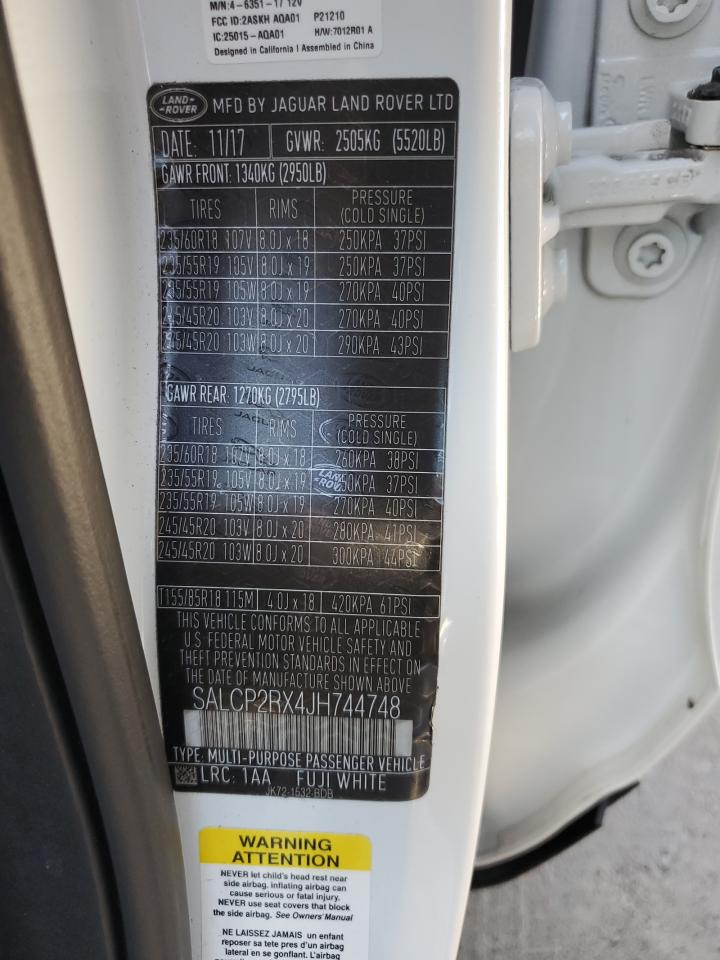 M/N:4-6351-17 12V
FCC ID:2ASKH AQA01 P21210
IC:25015-AQA01 H/W:7012R01 A
Designed in California | Assembled in China
LAND-ROVER MFD BY JAGUAR LAND ROVER LTD
DATE: 11/17 GVWR: 2505KG (5520LB)
GAWR FRONT: 1340KG (2950LB)
TIRES RIMS PRESSURE (COLD SINGLE)
235/60R18 107V 8.0J x 18 250KPA 37PSI
235/55R19 105V 8.0J x 19 250KPA 37PSI
235/55R19 105W 8.0J x 19 270KPA 40PSI
245/45R20 103V 8.0J x 20 270KPA 40PSI
245/45R20 103W 8.0J x 20 290KPA 43PSI
GAWR REAR: 1270KG (2795LB)
TIRES RIMS PRESSURE (COLD SINGLE)
235/60R18 107V 8.0J x 18 260KPA 38PSI
235/55R19 105V 8.0J x 19 250KPA 37PSI
235/55R19 105W 8.0J x 19 270KPA 40PSI
245/45R20 103V 8.0J x 20 280KPA 41PSI
245/45R20 103W 8.0J x 20 300KPA 44PSI
T155/85R18 115M 4.0J x 18 420KPA 61PSI
THIS VEHICLE CONFORMS TO ALL APPLICABLE
U.S FEDERAL MOTOR VEHICLE SAFETY AND
THEFT PREVENTION STANDARDS IN EFFECT ON
THE DATE OF MANUFACTURE SHOWN ABOVE
SALCP2RX4JH744748
TYPE: MULTI-PURPOSE PASSENGER VEHICLE
LRC: 1AA FUJI WHITE
JK72-1532-BDB
WARNING
ATTENTION
NEVER let child's head rest near
side airbag. inflating airbag can
cause serious or fatal injury.
NEVER use seat covers that block
the side airbag. See Owners' Manual
NE LAISSEZ JAMAIS un enfant
reposer sa tete pres d'un airbag
lateral en se gonflant. L'airbag